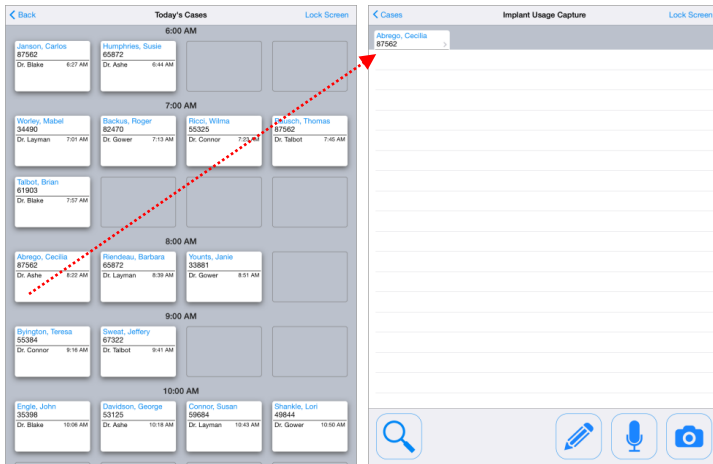 Back Today's Cases Lock Screen
6:00 AM
Janson, Carlos Humphries, Susie
87562 65872
Dr. Blake 6:27 AM Dr. Ashe 6:44 AM
7:00 AM
Worley, Mabel Backus, Roger Ricci, Wilma Bausch, Thomas
34490 82470 55325 87562
Dr. Layman 7:01 AM Dr. Gower 7:13 AM Dr. Connor 7:23 AM Dr. Talbot 7:45 AM
Talbot, Brian
61903
Dr. Blake 7:57 AM
8:00 AM
Abrego, Cecilia Riendeau, Barbara Younts, Janie
87562 65872 33881
Dr. Ashe 8:22 AM Dr. Layman 8:39 AM Dr. Gower 8:51 AM
9:00 AM
Byington, Teresa Sweat, Jeffery
55384 67322
Dr. Connor 9:16 AM Dr. Talbot 9:41 AM
10:00 AM
Engle, John Davidson, George Connor, Susan Shankle, Lori
35398 53125 59684 49844
Dr. Blake 10:06 AM Dr. Ashe 10:18 AM Dr. Layman 10:43 AM Dr. Gower 10:50 AM
Cases Implant Usage Capture Lock Screen
Abrego, Cecilia
87562